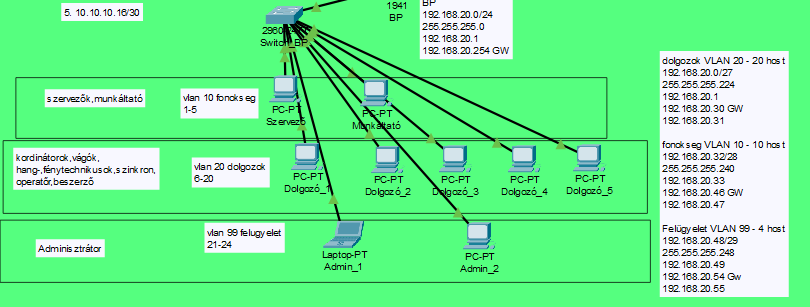 5. 10.10.10.16/30
1941
BP
BP
192.168.20.0/24
255.255.255.0
192.168.20.1
192.168.20.254 GW
Switch BP
szervezők,munkáltató
vlan 10 fonokseg
1-5
PC-PT
Szervező
PC-PT
Munkáltató
kordinátorok,vágók,
hang-,fénytechnikusok,szinkron,
operatőr,beszerző
vlan 20 dolgozok
6-20
PC-PT
Dolgozó_1
PC-PT
Dolgozó_2
PC-PT
Dolgozó_3
PC-PT
Dolgozó_4
PC-PT
Dolgozó_5
Adminisztrátor
vlan 99 felugyelet
21-24
Laptop-PT
Admin_1
PC-PT
Admin_2
dolgozok VLAN 20 - 20 host
192.168.20.0/27
255.255.255.224
192.168.20.1
192.168.20.30 GW
192.168.20.31
fonokseg VLAN 10 - 10 host
192.168.20.32/28
255.255.255.240
192.168.20.33
192.168.20.46 GW
192.168.20.47
Felügyelet VLAN 99 - 4 host
192.168.20.48/29
255.255.255.248
192.168.20.49
192.168.20.54 Gw
192.168.20.55